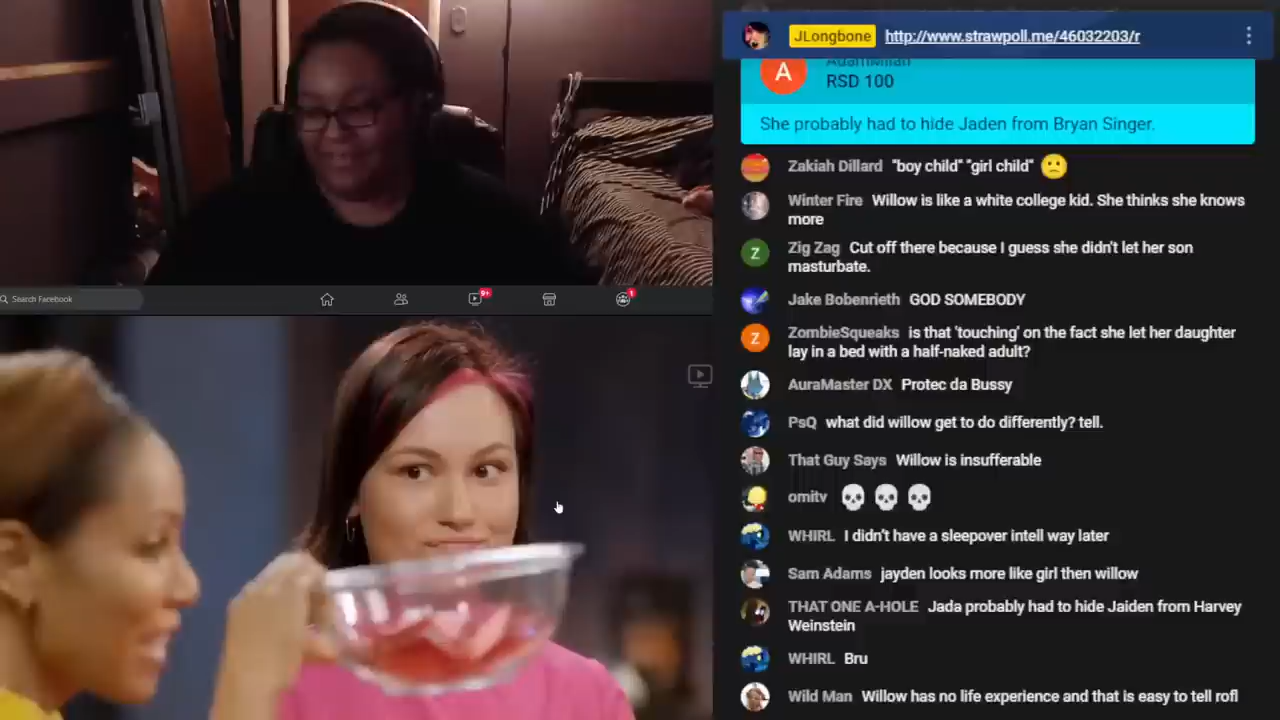 JLongbone http://www.strawpoll.me/46032203/r
A AdamMilan
RSD 100
She probably had to hide Jaden from Bryan Singer.
Zakiah Dillard "boy child" "girl child"
Winter Fire Willow is like a white college kid. She thinks she knows
more
Z Zig Zag Cut off there because I guess she didn't let her son
masturbate.
Jake Bobenrieth GOD SOMEBODY
Z ZombieSqueaks is that 'touching' on the fact she let her daughter
lay in a bed with a half-naked adult?
AuraMaster DX Protec da Bussy
PsQ what did willow get to do differently? tell.
That Guy Says Willow is insufferable
omitv
WHIRL I didn't have a sleepover intell way later
Sam Adams jayden looks more like girl then willow
THAT ONE A-HOLE Jada probably had to hide Jaiden from Harvey
Weinstein
WHIRL Bru
Wild Man Willow has no life experience and that is easy to tell rofl
Search Facebook
9+
1